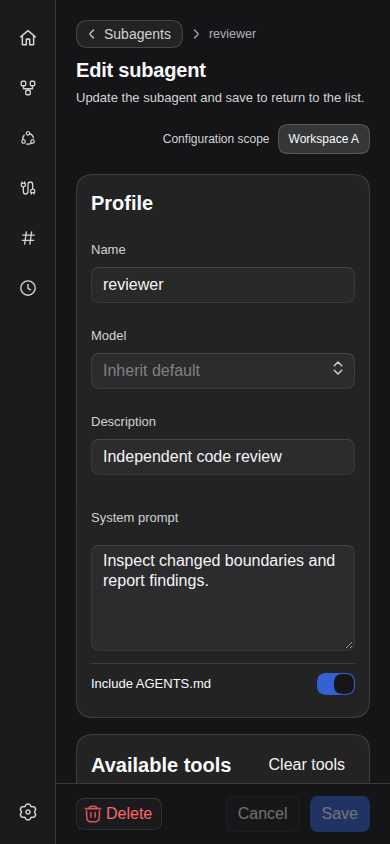 Subagents
reviewer
Edit subagent
Update the subagent and save to return to the list.
Configuration scope
Workspace A
Profile
Name
reviewer
Model
Inherit default
Description
Independent code review
System prompt
Inspect changed boundaries and
report findings.
Include AGENTS.md
Available tools
Clear tools
Delete
Cancel
Save